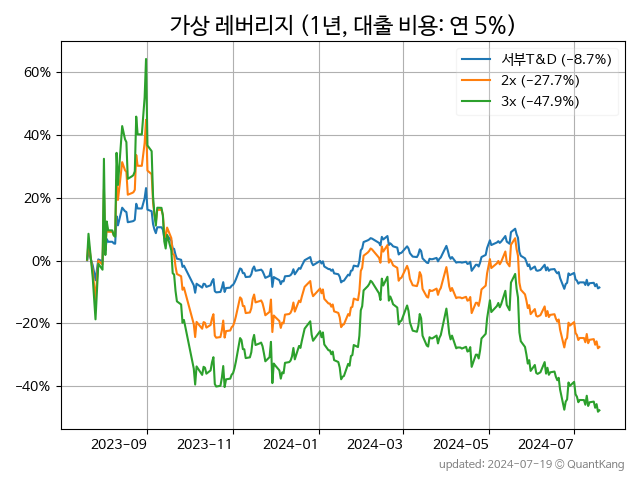 가상 레버리지 (1년, 대출 비용: 연 5%)
서부T&D (−8.7%)
2x (−27.7%)
3x (−47.9%)
60%
40%
20%
0%
−20%
−40%
2023-09 2023-11 2024-01 2024-03 2024-05 2024-07
updated: 2024-07-19 © QuantKang